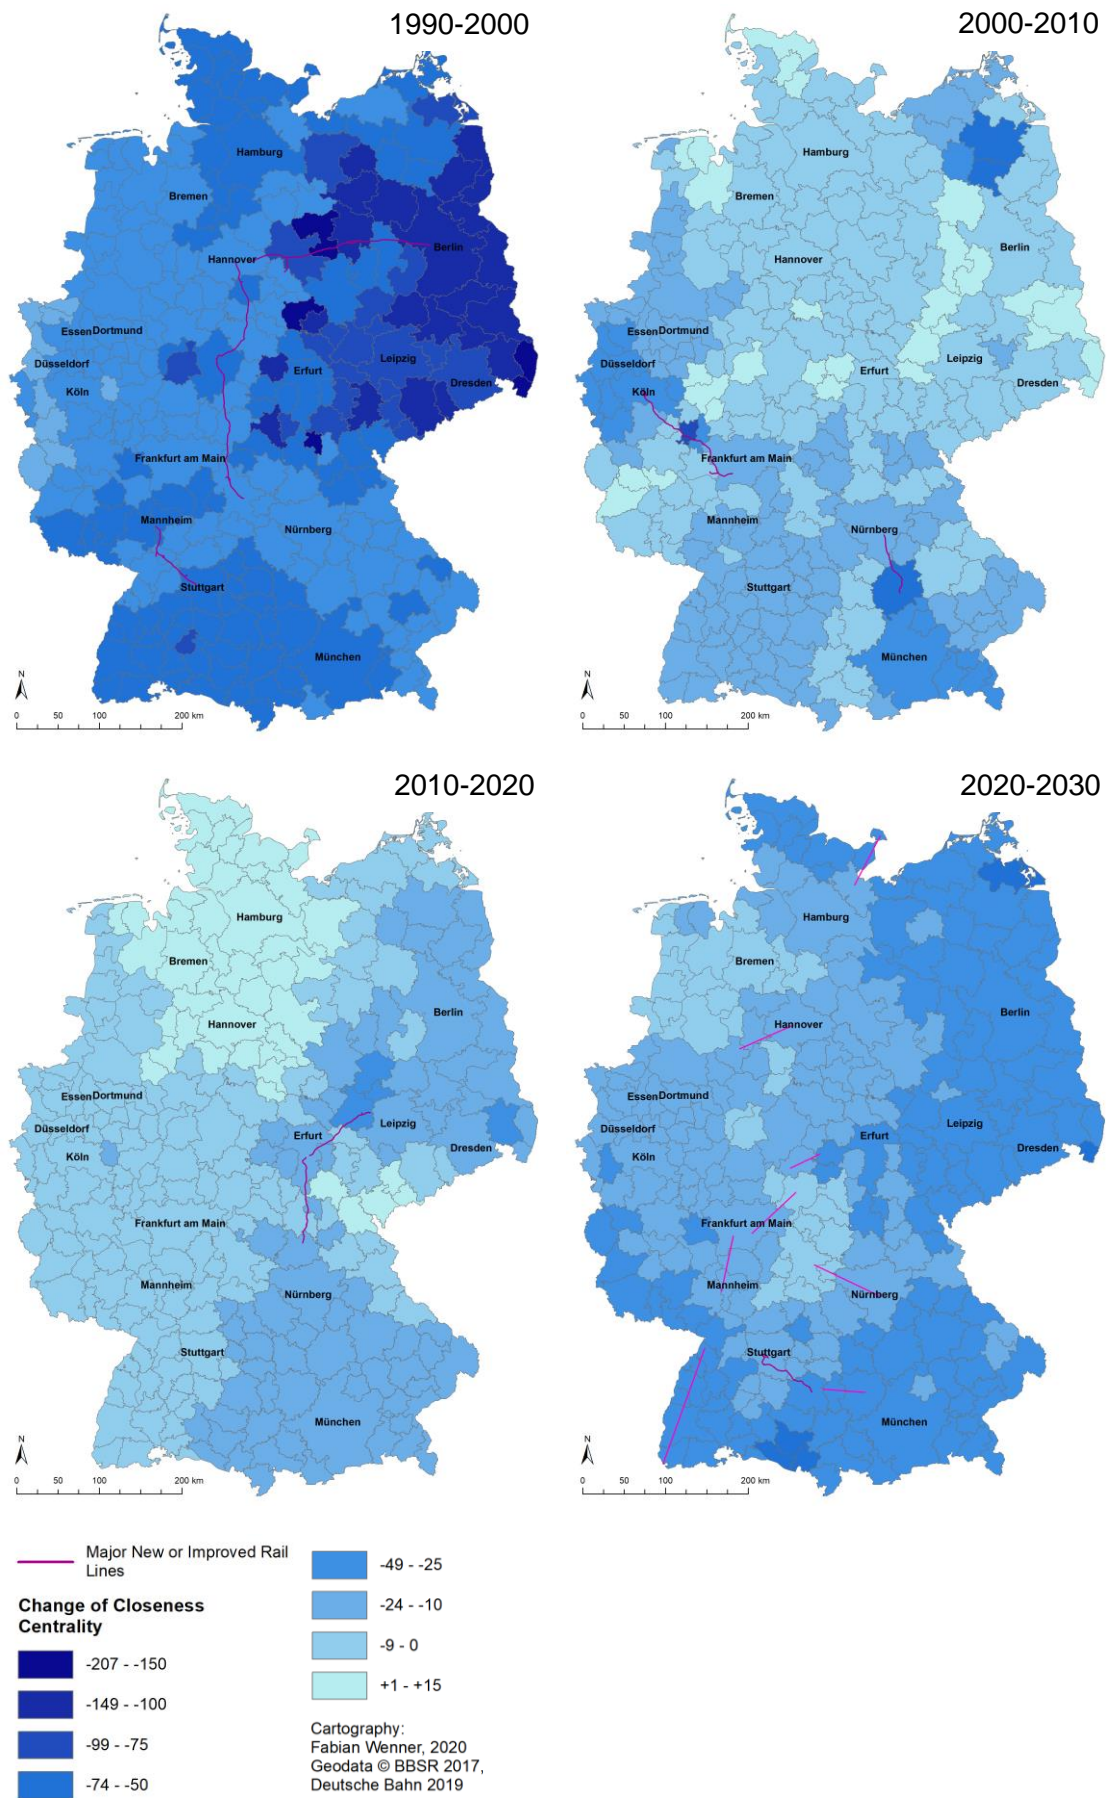 1990-2000
Hamburg
Bremen
Hannover
Berlin
Essen Dortmund
Düsseldorf
Köln
Erfurt
Leipzig
Dresden
Frankfurt am Main
Mannheim
Nürnberg
Stuttgart
München
N
0 50 100 200 km
2000-2010
Hamburg
Bremen
Hannover
Berlin
Essen Dortmund
Düsseldorf
Köln
Erfurt
Leipzig
Dresden
Frankfurt am Main
Mannheim
Nürnberg
Stuttgart
München
N
0 50 100 200 km
2010-2020
Hamburg
Bremen
Hannover
Berlin
Essen Dortmund
Düsseldorf
Köln
Erfurt
Leipzig
Dresden
Frankfurt am Main
Mannheim
Nürnberg
Stuttgart
München
N
0 50 100 200 km
2020-2030
Hamburg
Bremen
Hannover
Berlin
Essen Dortmund
Düsseldorf
Köln
Erfurt
Leipzig
Dresden
Frankfurt am Main
Mannheim
Nürnberg
Stuttgart
München
N
0 50 100 200 km
Major New or Improved Rail
Lines
Change of Closeness
Centrality
-207 - -150
-149 - -100
-99 - -75
-74 - -50
-49 - -25
-24 - -10
-9 - 0
+1 - +15
Cartography:
Fabian Wenner, 2020
Geodata © BBSR 2017,
Deutsche Bahn 2019